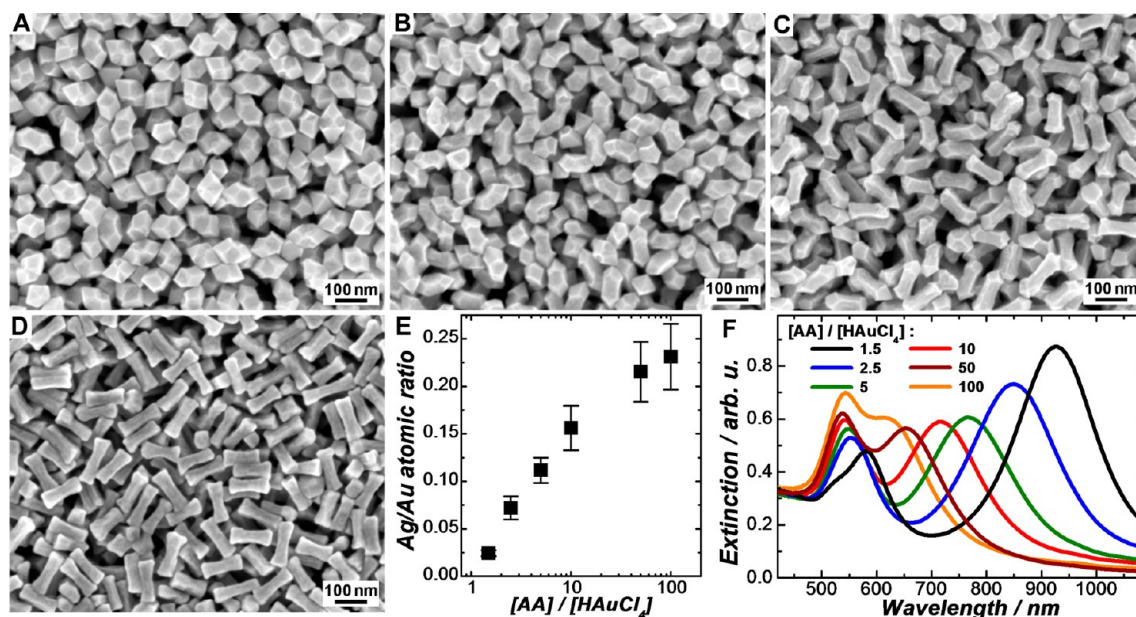 A
100 nm
B
100 nm
C
100 nm
D
100 nm
E
Ag/Au atomic ratio
0.25
0.20
0.15
0.10
0.05
0.00
1
10
100
[AA] / [HAuCl₄]
F
[AA] / [HAuCl₄] :
1.5
10
2.5
50
5
100
Extinction / arb. u.
0.8
0.6
0.4
0.2
0.0
500
600
700
800
900
1000
Wavelength / nm